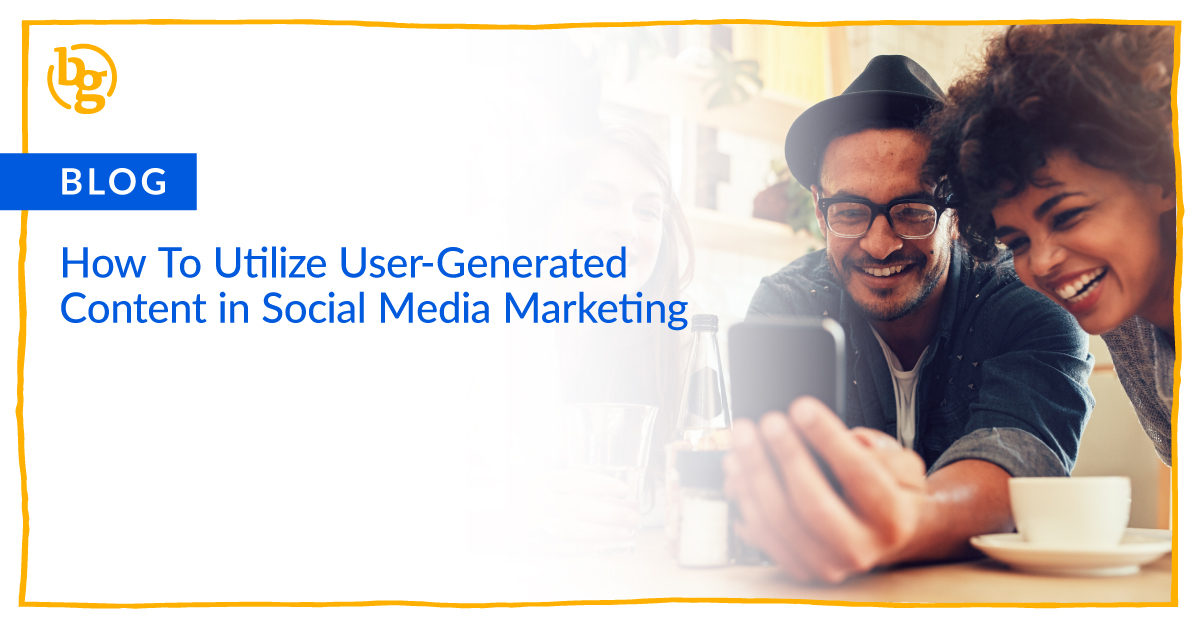 bg
BLOG
How To Utilize User-Generated
Content in Social Media Marketing